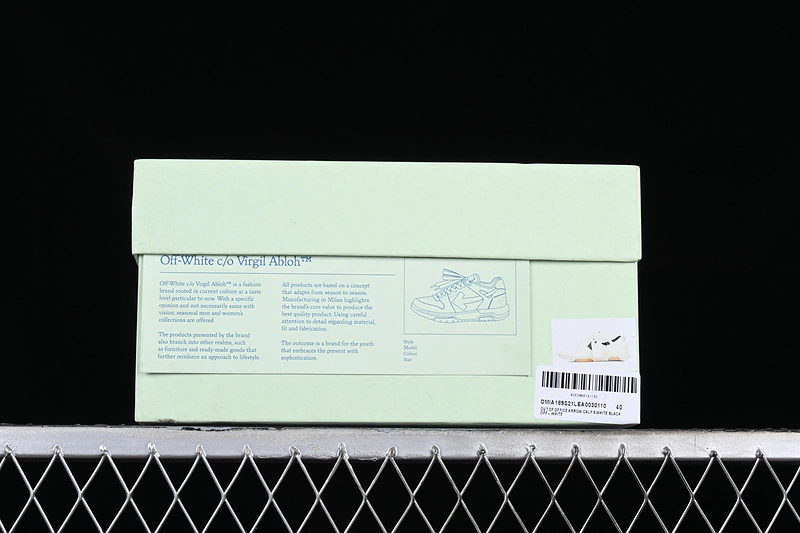 Off-White c/o Virgil Abloh™
Off-White c/o Virgil Abloh™ is a fashion
brand rooted in current culture at a taste
level particular to now. With a specific
opinion and not necessarily same with
vision; seasonal men and women's
collections are offered.
The products presented by the brand
also branch into other realms, such
as furniture and ready-made goods that
further reinforce an approach to lifestyle.
All products are based on a concept
that adapts from season to season.
Manufacturing in Milan highlights
the brand's core value to produce the
best quality product. Using careful
attention to detail regarding material,
fit and fabrication.
The outcome is a brand for the youth
that embraces the present with
sophistication.
Style
Model
Colour
Size
OMIA189S21LEA0030110 40
OUT OF OFFICE ARROW CALF S WHITE BLACK
OFF - WHITE